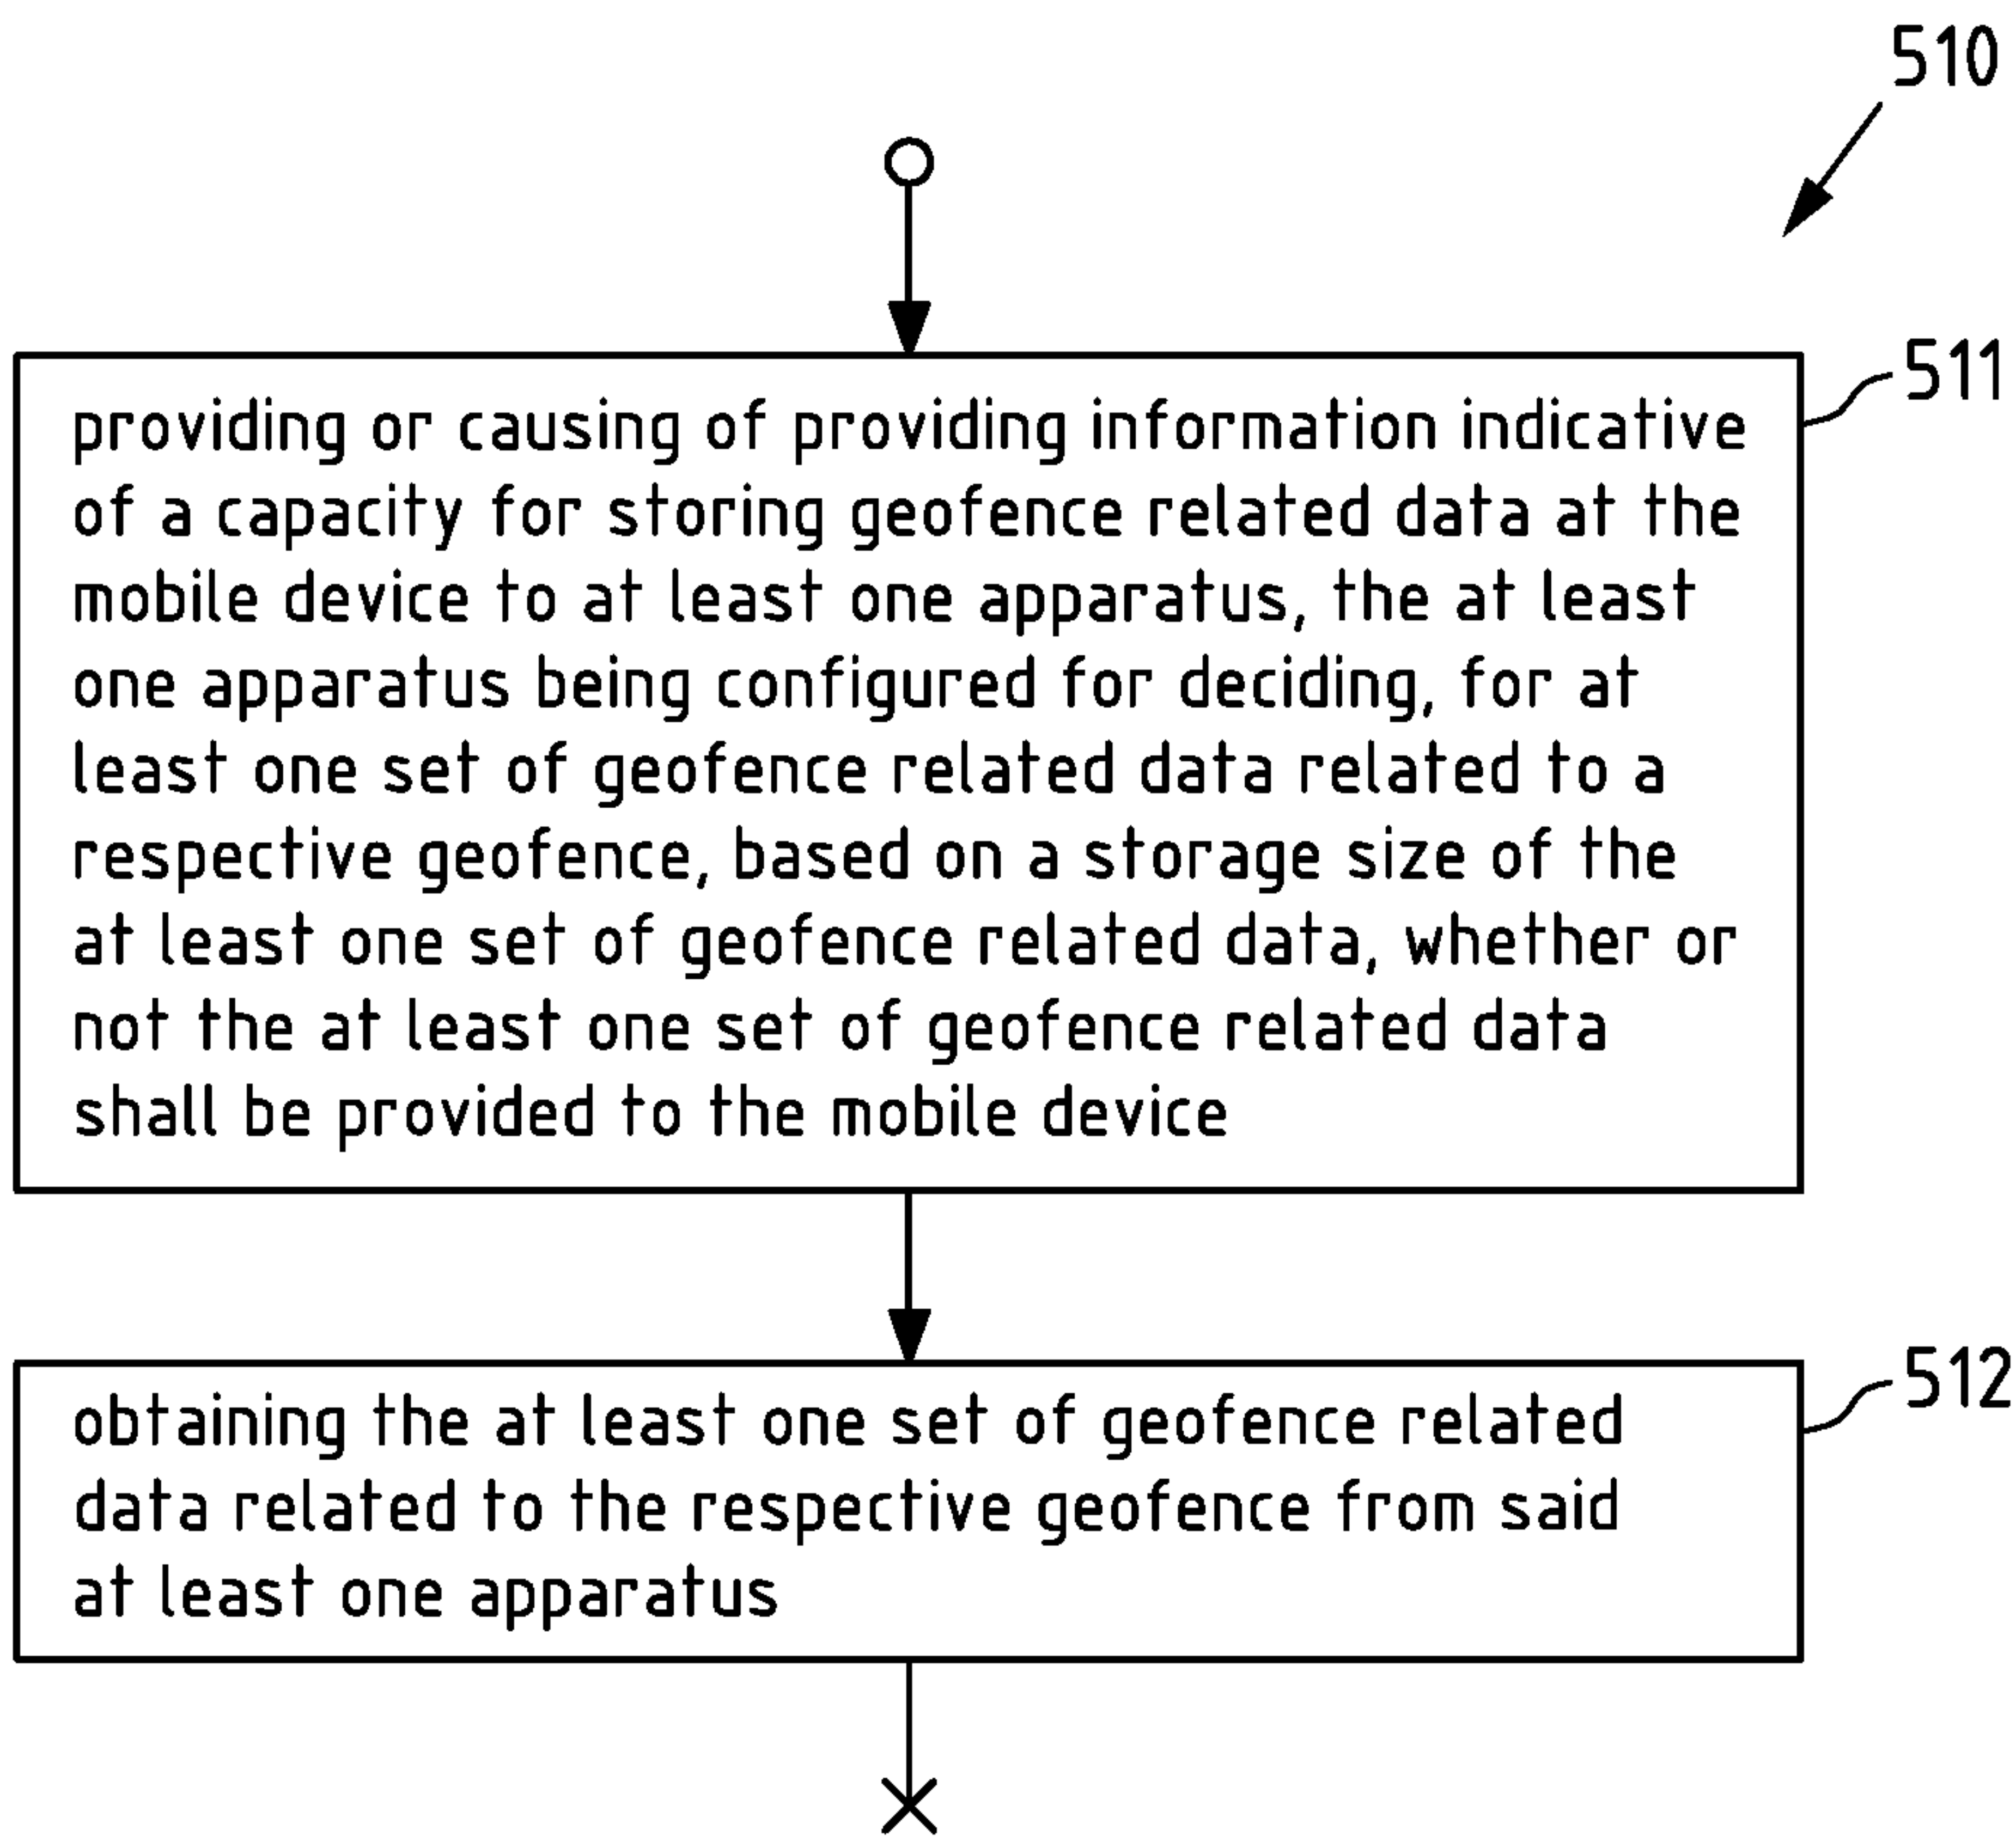 510
511
providing or causing of providing information indicative
of a capacity for storing geofence related data at the
mobile device to at least one apparatus, the at least
one apparatus being configured for deciding, for at
least one set of geofence related data related to a
respective geofence, based on a storage size of the
at least one set of geofence related data, whether or
not the at least one set of geofence related data
shall be provided to the mobile device
512
obtaining the at least one set of geofence related
data related to the respective geofence from said
at least one apparatus